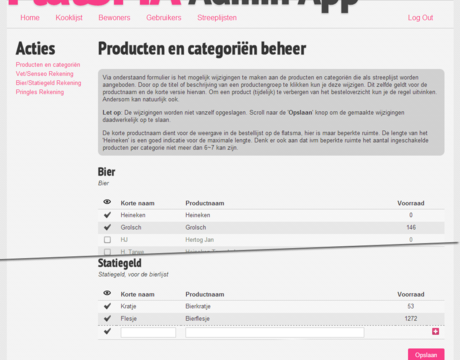 Admin App
Home Kooklijst Bewoners Gebruikers Streeplijsten Log Out
Acties
Producten en categoriën
Vet/Senseo Rekening
Bier/Statiegeld Rekening
Pringles Rekening
Producten en categoriën beheer
Via onderstaand formulier is het mogelijk wijzigingen te maken aan de producten en categoriën die als streeplijst worden
aangeboden. Door op de titel of beschrijving van een productengroep te klikken kun je deze wijzigen. Dit zelfde geldt voor de
productnaam en de korte versie hiervan. Om een product (tijdelijk) te verbergen van het besteloverzicht kun je de regel uitvinken.
Andersom kan natuurlijk ook.
Let op: De wijzigingen worden niet vanzelf opgeslagen. Scroll naar de 'Opslaan' knop om de gemaakte wijzigingen
daadwerkelijk op te slaan.
De korte productnaam dient voor de weergave in de bestellijst op de flatsma, hier is maar beperkte ruimte. De lengte van het
'Heineken' is een goed indicatie voor de maximale lengte. Denk er ook aan dat ivm beperkte ruimte het aantal ingeschakelde
producten per categorie niet meer dan 6~7 kan zijn.
Bier
Bier
Korte naam Productnaam Voorraad
Heineken Heineken 0
Grolsch Grolsch 146
HJ Hertog Jan 0
Statiegeld
Statiegeld, voor de bierlijst
Korte naam Productnaam Voorraad
Kratje Bierkratje 53
Flesje Bierflesje 1272
Opslaan